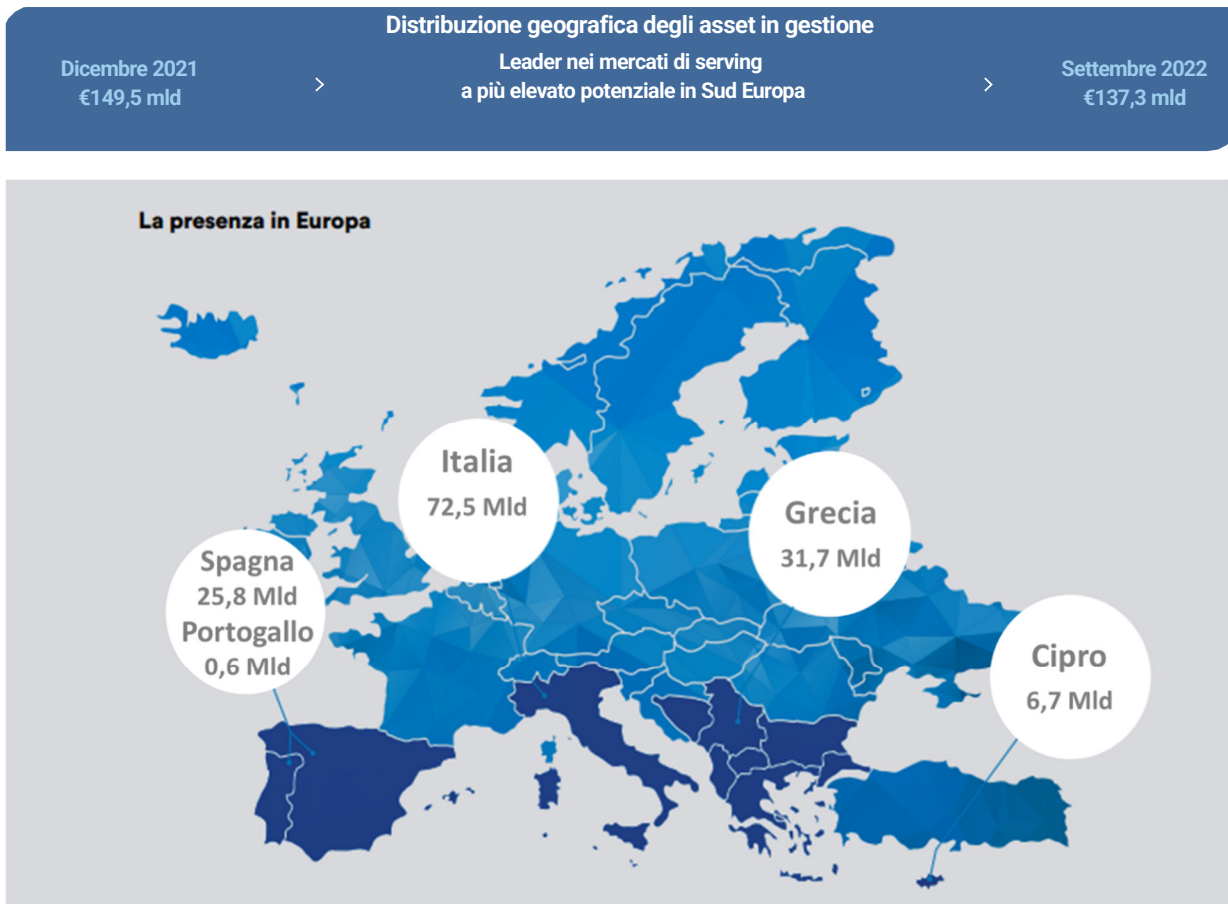 Distribuzione geografica degli asset in gestione
Dicembre 2021
€149,5 mld
Leader nei mercati di serving
a più elevato potenziale in Sud Europa
Settembre 2022
€137,3 mld
La presenza in Europa
Italia
72,5 Mld
Grecia
31,7 Mld
Spagna
25,8 Mld
Portogallo
0,6 Mld
Cipro
6,7 Mld